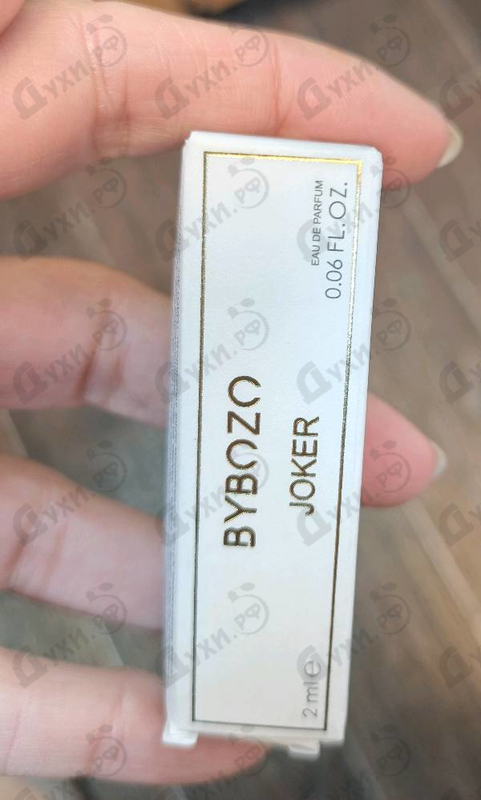 BYBOZO
JOKER
2 ml ℮
EAU DE PARFUM
0.06 FL.OZ.
Духи.рф